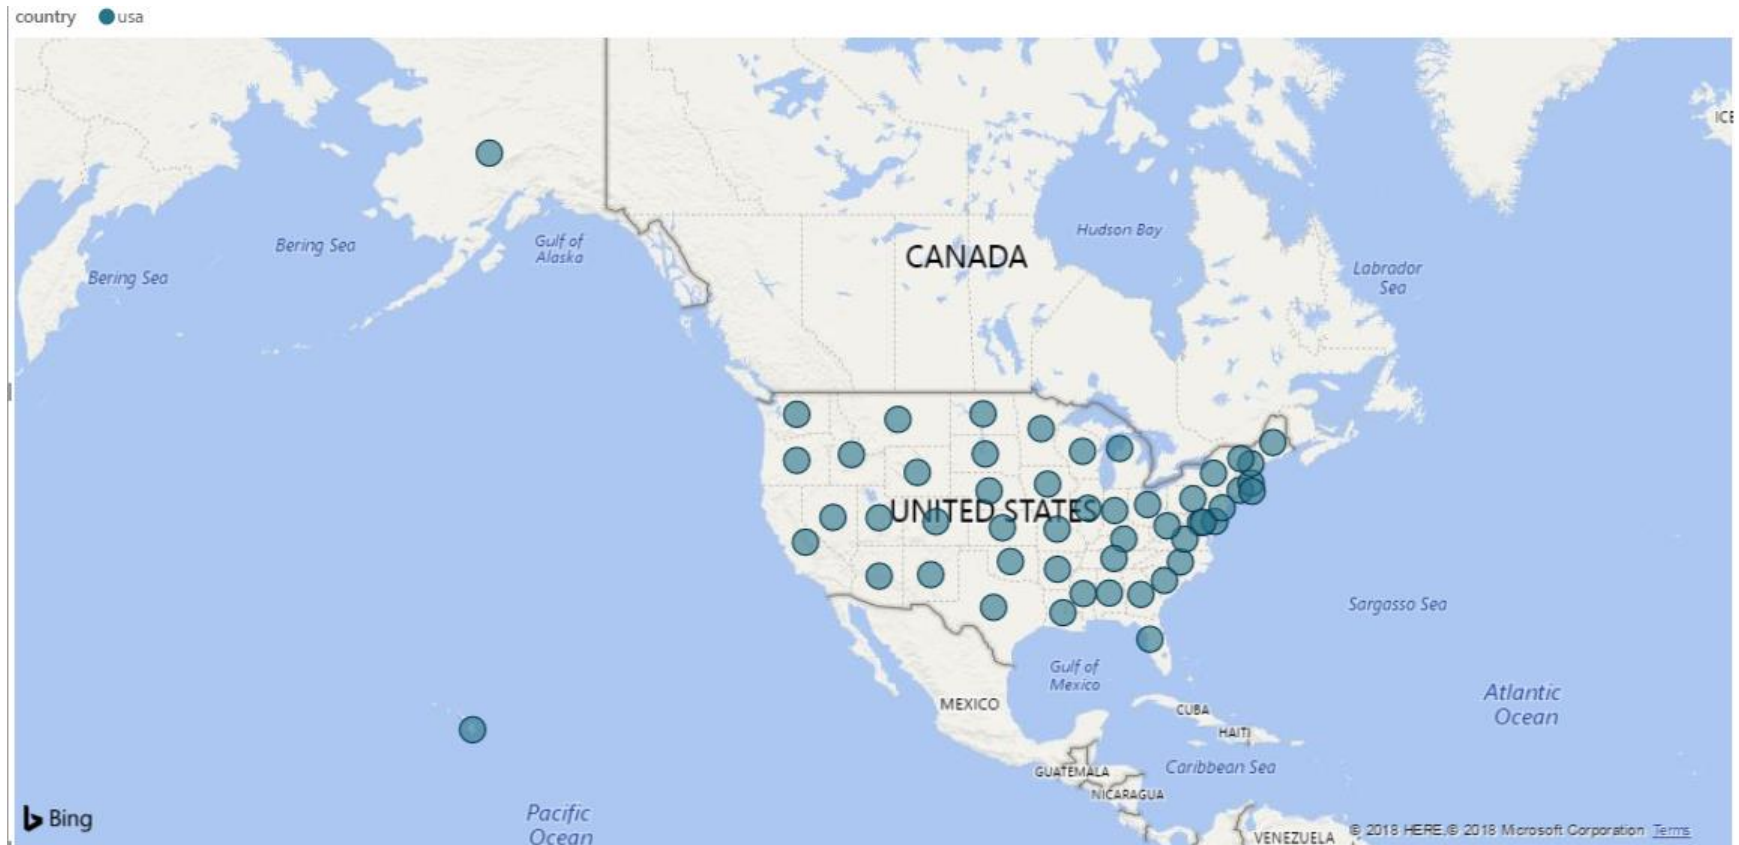 country usa
ICE
Hudson Bay
Bering Sea
Gulf of
Alaska
CANADA
Labrador
Sea
Bering Sea
UNITED STATES
Sargasso Sea
Gulf of
Mexico
Atlantic
Ocean
MEXICO
CUBA
HAITI
Caribbean Sea
GUATEMALA
NICARAGUA
Pacific
Ocean
Bing
VENEZUELA
© 2018 HERE,© 2018 Microsoft Corporation Terms